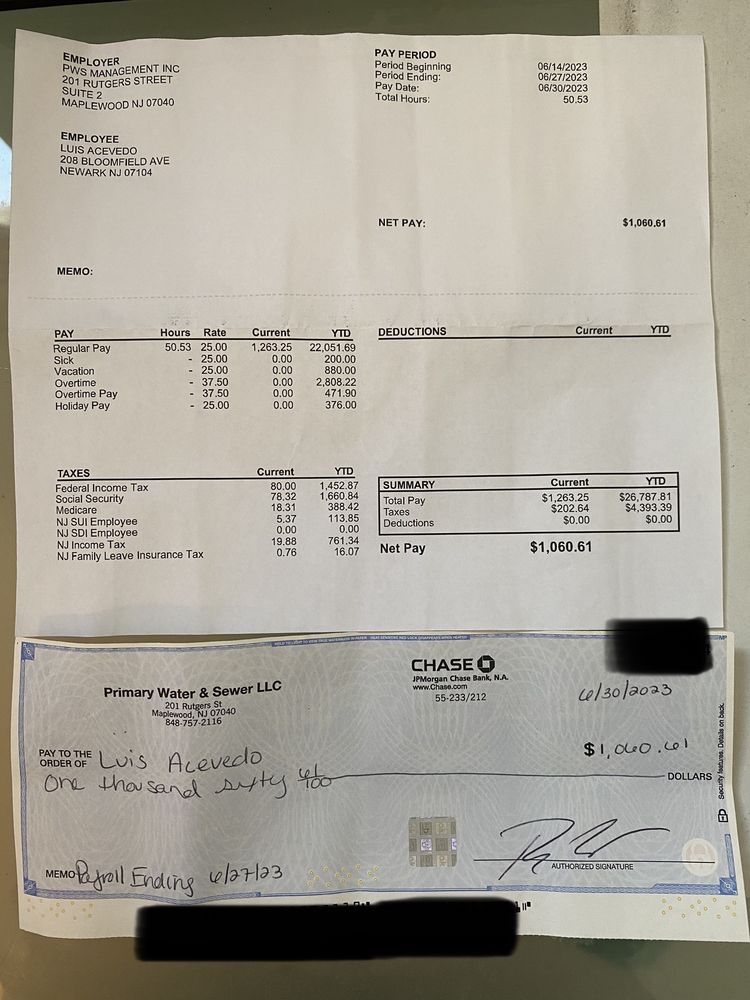 EMPLOYER
PWS MANAGEMENT INC
201 RUTGERS STREET
SUITE 2
MAPLEWOOD NJ 07040
PAY PERIOD
Period Beginning 06/14/2023
Period Ending: 06/27/2023
Pay Date: 06/30/2023
Total Hours: 50.53
EMPLOYEE
LUIS ACEVEDO
208 BLOOMFIELD AVE
NEWARK NJ 07104
NET PAY: $1,060.61
MEMO:
PAY Hours Rate Current YTD
Regular Pay 50.53 25.00 1,263.25 22,051.69
Sick - 25.00 0.00 200.00
Vacation - 25.00 0.00 880.00
Overtime - 37.50 0.00 2,808.22
Overtime Pay - 37.50 0.00 471.90
Holiday Pay - 25.00 0.00 376.00
DEDUCTIONS Current YTD
TAXES Current YTD
Federal Income Tax 80.00 1,452.87
Social Security 78.32 1,660.84
Medicare 18.31 388.42
NJ SUI Employee 5.37 113.85
NJ SDI Employee 0.00 0.00
NJ Income Tax 19.88 761.34
NJ Family Leave Insurance Tax 0.76 16.07
SUMMARY Current YTD
Total Pay $1,263.25 $26,787.81
Taxes $202.64 $4,393.39
Deductions $0.00 $0.00
Net Pay $1,060.61
Primary Water & Sewer LLC
201 Rutgers St
Maplewood, NJ 07040
848-757-2116
CHASE
JPMorgan Chase Bank, N.A.
www.Chase.com
55-233/212
6/30/2023
PAY TO THE
ORDER OF Luis Acevedo
$1,060.61
One thousand sixty 61/100 DOLLARS
Security features. Details on back.
MEMO Payroll Ending 6/27/23
AUTHORIZED SIGNATURE